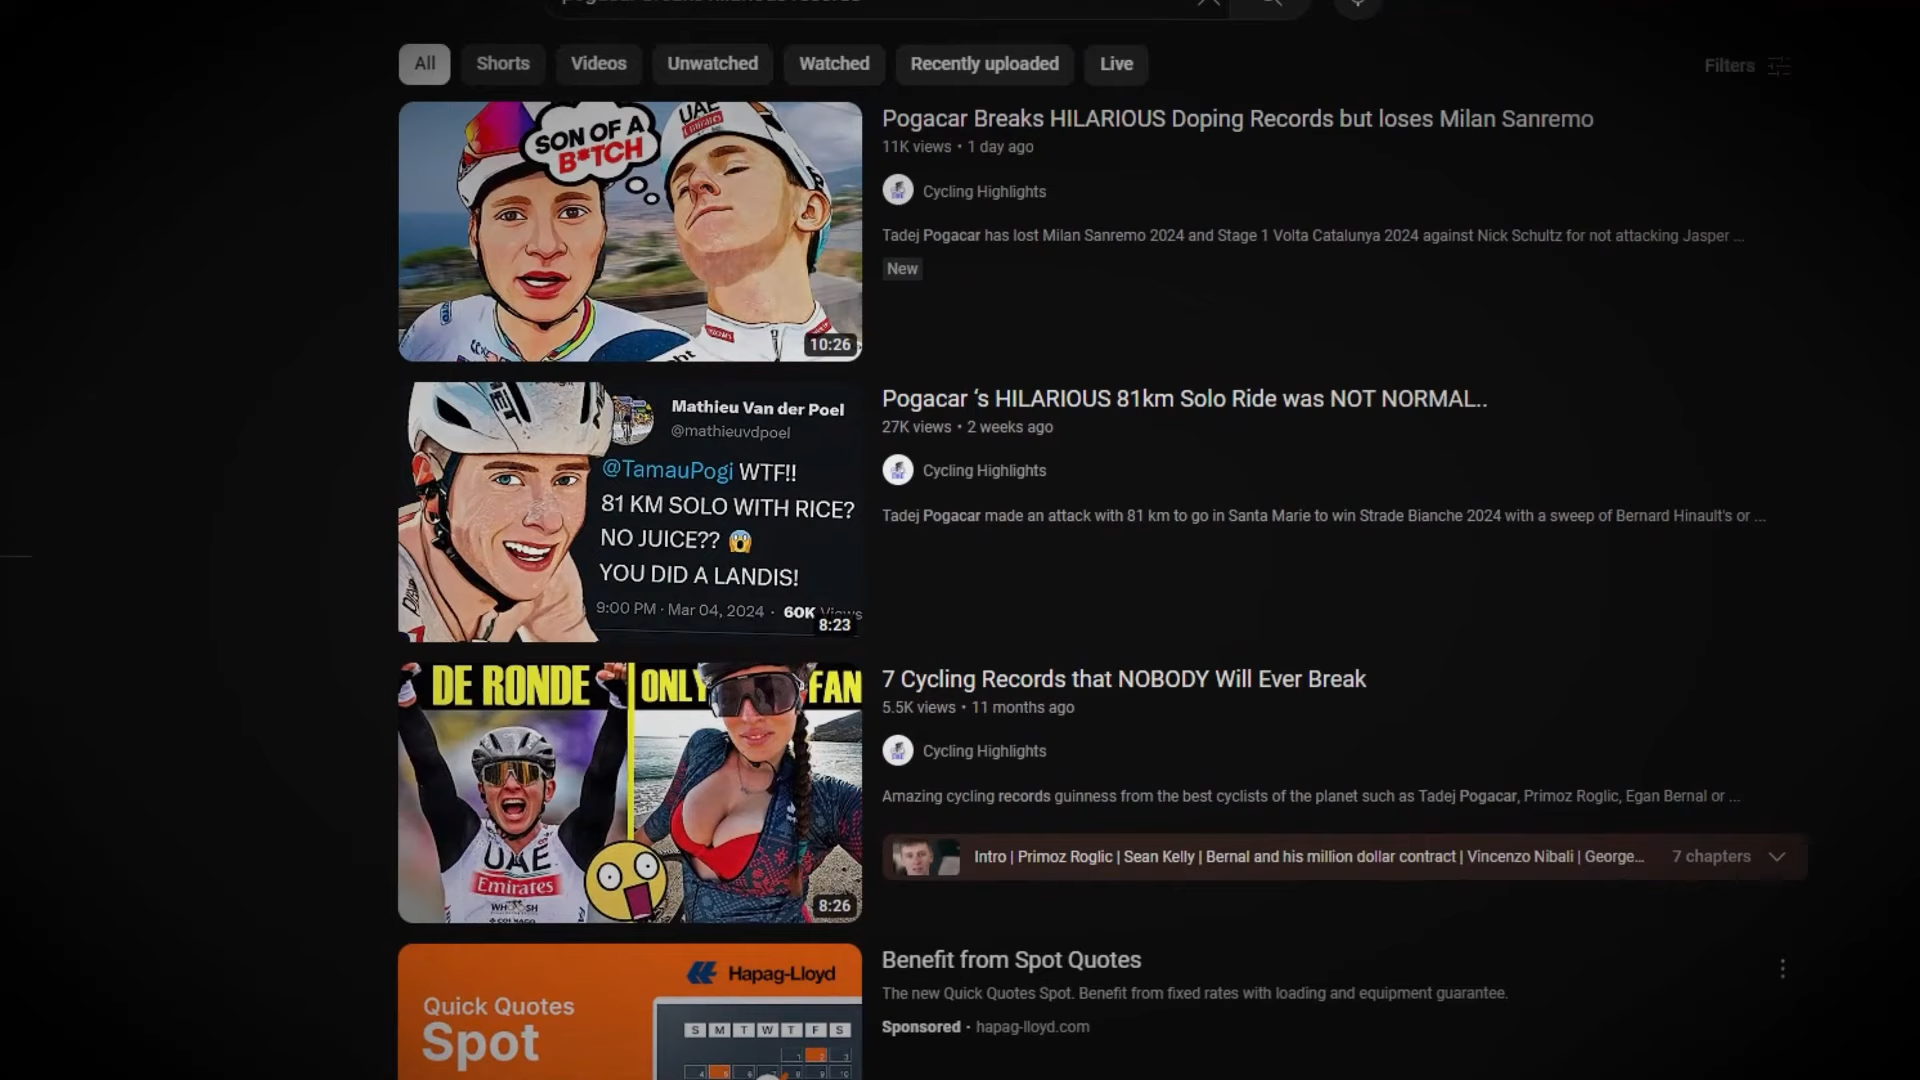 All
Shorts
Videos
Unwatched
Watched
Recently uploaded
Live
Filters
SON OF A
B*TCH
UAE
Emirates
10:26
Pogacar Breaks HILARIOUS Doping Records but loses Milan Sanremo
11K views • 1 day ago
Cycling Highlights
Tadej Pogacar has lost Milan Sanremo 2024 and Stage 1 Volta Catalunya 2024 against Nick Schultz for not attacking Jasper ...
New
Mathieu Van der Poel
@mathieuvdpoel
@TamauPogi WTF!!
81 KM SOLO WITH RICE?
NO JUICE?? 😱
YOU DID A LANDIS!
9:00 PM · Mar 04, 2024 · 60K Views
8:23
Pogacar ‘s HILARIOUS 81km Solo Ride was NOT NORMAL..
27K views • 2 weeks ago
Cycling Highlights
Tadej Pogacar made an attack with 81 km to go in Santa Marie to win Strade Bianche 2024 with a sweep of Bernard Hinault's or ...
DE RONDE
ONLY FAN
UAE
Emirates
8:26
7 Cycling Records that NOBODY Will Ever Break
5.5K views • 11 months ago
Cycling Highlights
Amazing cycling records guinness from the best cyclists of the planet such as Tadej Pogacar, Primoz Roglic, Egan Bernal or ...
Intro | Primoz Roglic | Sean Kelly | Bernal and his million dollar contract | Vincenzo Nibali | George...
7 chapters
Hapag-Lloyd
Quick Quotes
Spot
S M T W T F S
Benefit from Spot Quotes
The new Quick Quotes Spot. Benefit from fixed rates with loading and equipment guarantee.
Sponsored · hapag-lloyd.com